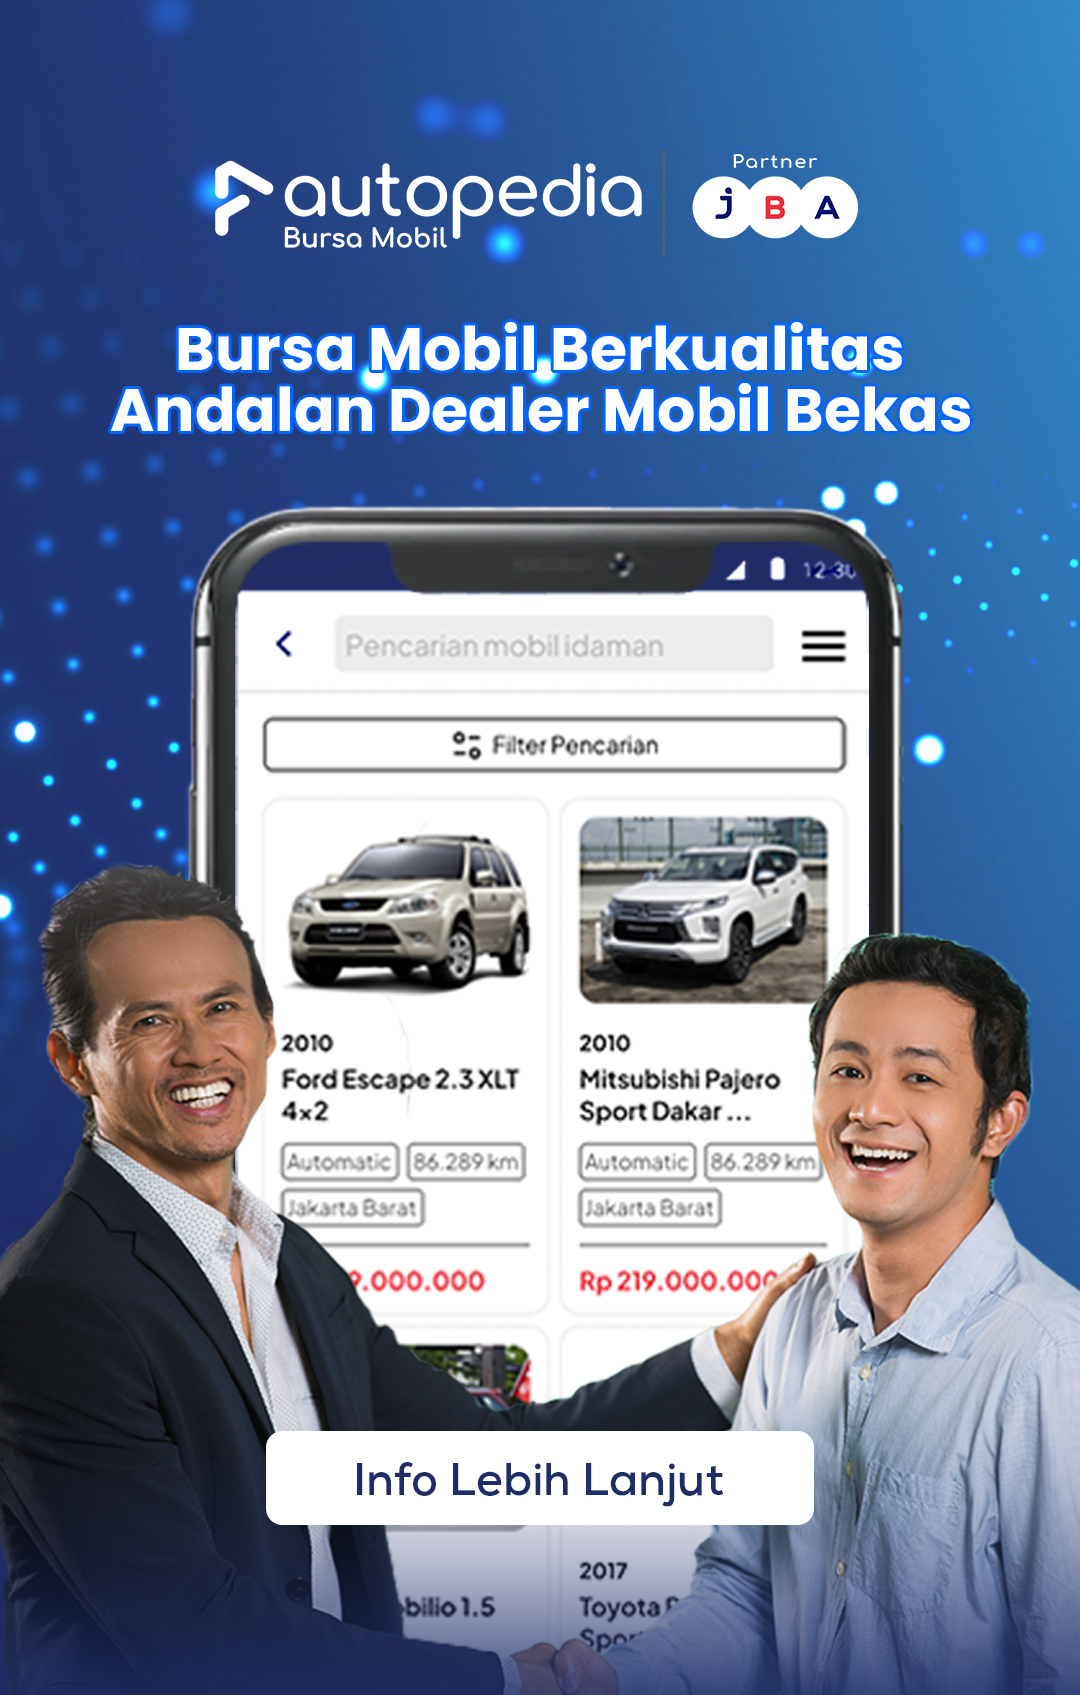 autopedia
Bursa Mobil
Partner
JBA
Bursa Mobil Berkualitas
Andalan Dealer Mobil Bekas
12:30
Pencarian mobil idaman
Filter Pencarian
2010
Ford Escape 2.3 XLT
4x2
Automatic
86.289 km
Jakarta Barat
9.000.000
2010
Mitsubishi Pajero
Sport Dakar ...
Automatic
86.289 km
Jakarta Barat
Rp 219.000.000
Info Lebih Lanjut
bilio 1.5
2017
Toyota
Spor